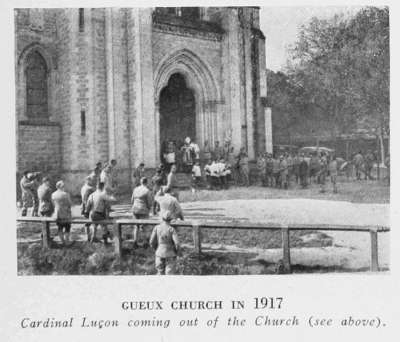 GUEUX CHURCH IN 1917
Cardinal Luçon coming out of the Church (see above).